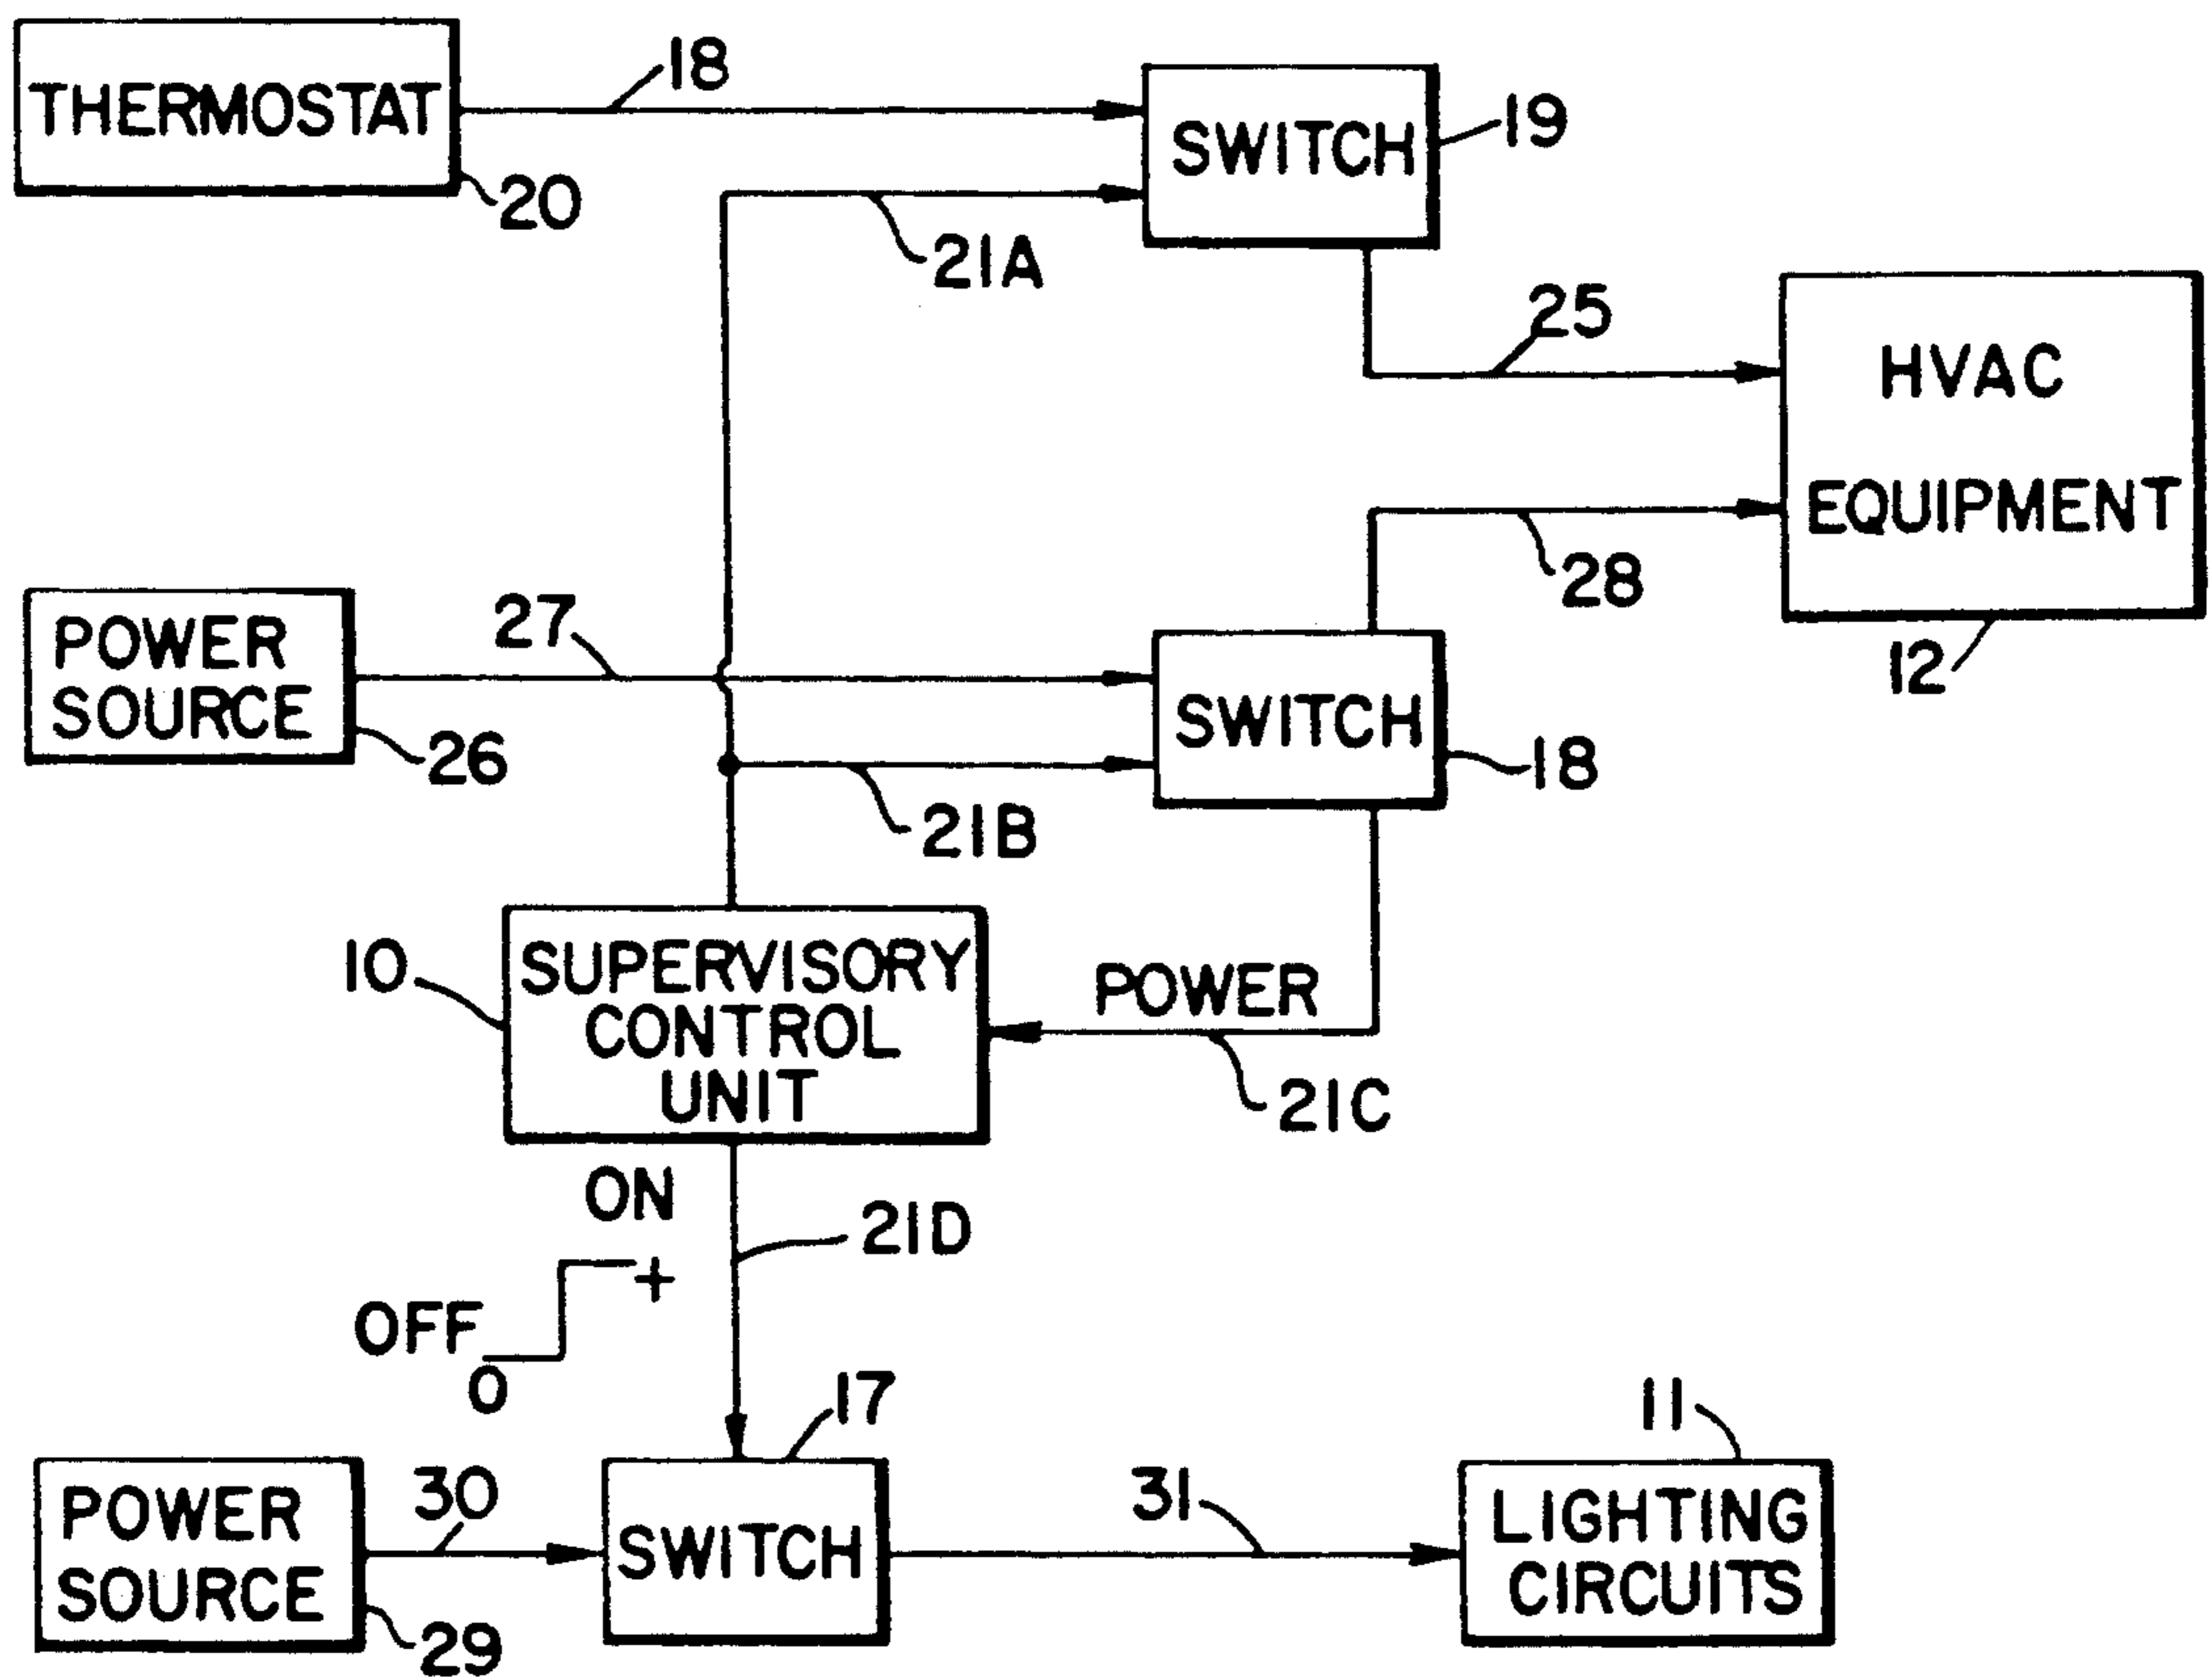 THERMOSTAT
18
SWITCH
19
20
21A
25
HVAC
EQUIPMENT
28
12
POWER
SOURCE
26
27
SWITCH
18
21B
10
SUPERVISORY
CONTROL
UNIT
POWER
21C
ON
21D
+
OFF
0
17
11
POWER
SOURCE
29
30
SWITCH
31
LIGHTING
CIRCUITS